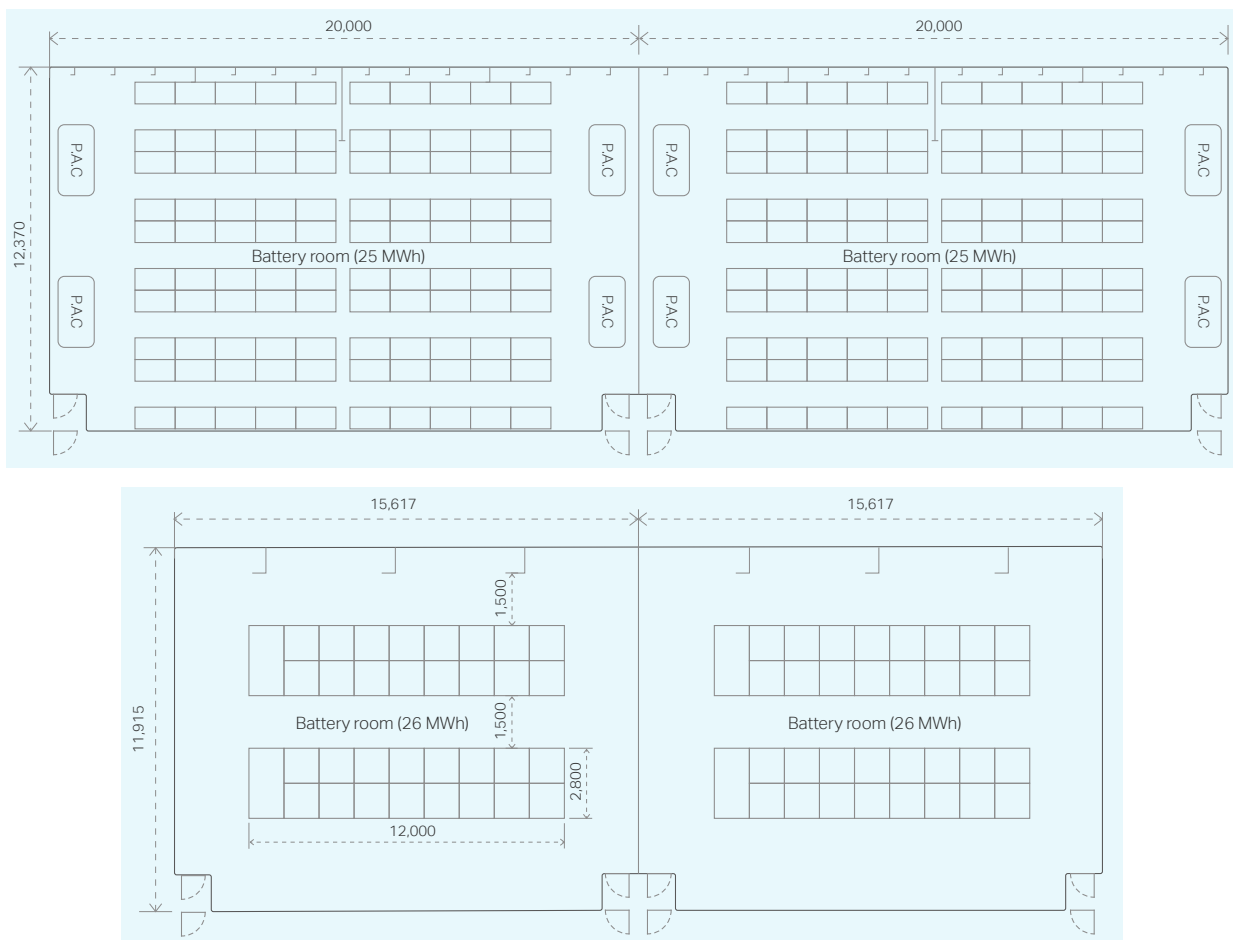 20,000
20,000
12,370
P.A.C
P.A.C
P.A.C
P.A.C
Battery room (25 MWh)
Battery room (25 MWh)
P.A.C
P.A.C
P.A.C
P.A.C
15,617
15,617
11,915
1,500
Battery room (26 MWh)
1,500
Battery room (26 MWh)
2,800
12,000